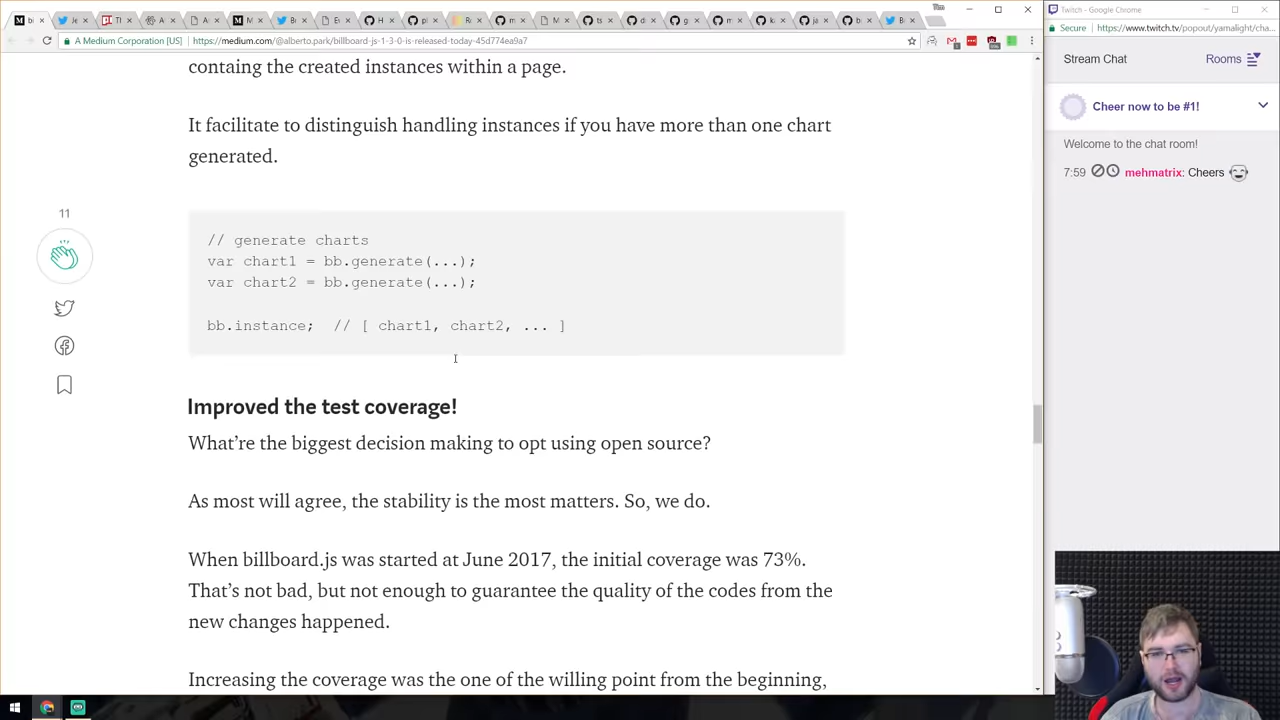 Twitch - Google Chrome
A Medium Corporation [US]
https://medium.com/@alberto.park/billboard-js-1-3-0-is-released-today-45d774ea9a7
Secure
https://www.twitch.tv/popout/yamalight/cha...
Stream Chat
Rooms
Cheer now to be #1!
Welcome to the chat room!
7:59 mehmatrix: Cheers
containg the created instances within a page.
It facilitate to distinguish handling instances if you have more than one chart
generated.
11
// generate charts
var chart1 = bb.generate(...);
var chart2 = bb.generate(...);
bb.instance; // [ chart1, chart2, ... ]
Improved the test coverage!
What're the biggest decision making to opt using open source?
As most will agree, the stability is the most matters. So, we do.
When billboard.js was started at June 2017, the initial coverage was 73%.
That's not bad, but not enough to guarantee the quality of the codes from the
new changes happened.
Increasing the coverage was the one of the willing point from the beginning,